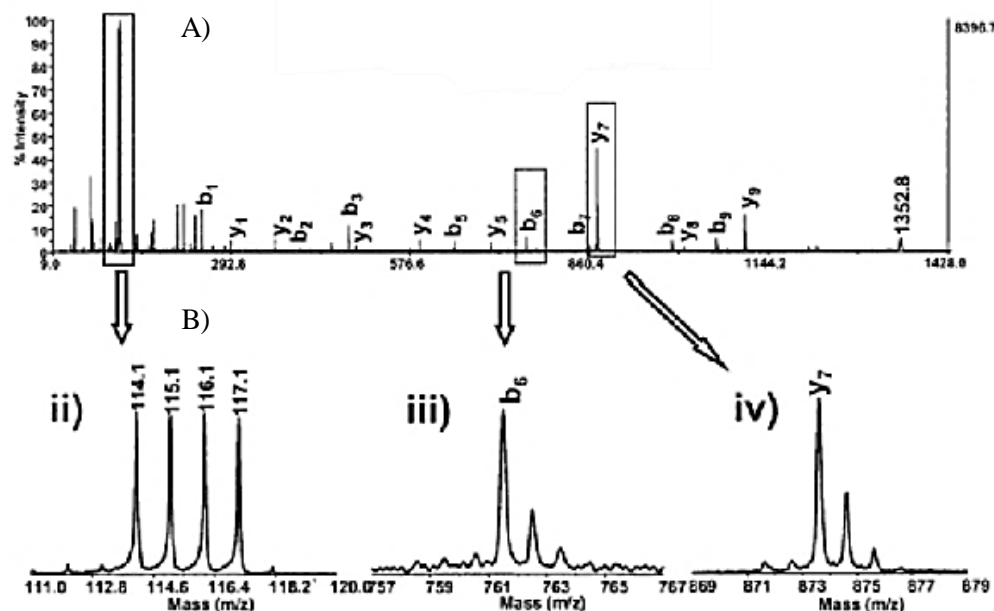 A)
% Intensity
100
90
80
70
60
50
40
30
20
10
0
8396.7
b1
y1
y2
b2
b3
y3
y4
b5
y5
b6
b7
y7
b8
y8
b9
y9
1352.8
9.0 292.8 576.6 860.4 1144.2 1428.0
B)
ii)
114.1
115.1
116.1
117.1
111.0 112.8 114.6 116.4 118.2 120.0
Mass (m/z)
iii)
b6
757 759 761 763 765 767
Mass (m/z)
iv)
y7
869 871 873 875 877 879
Mass (m/z)